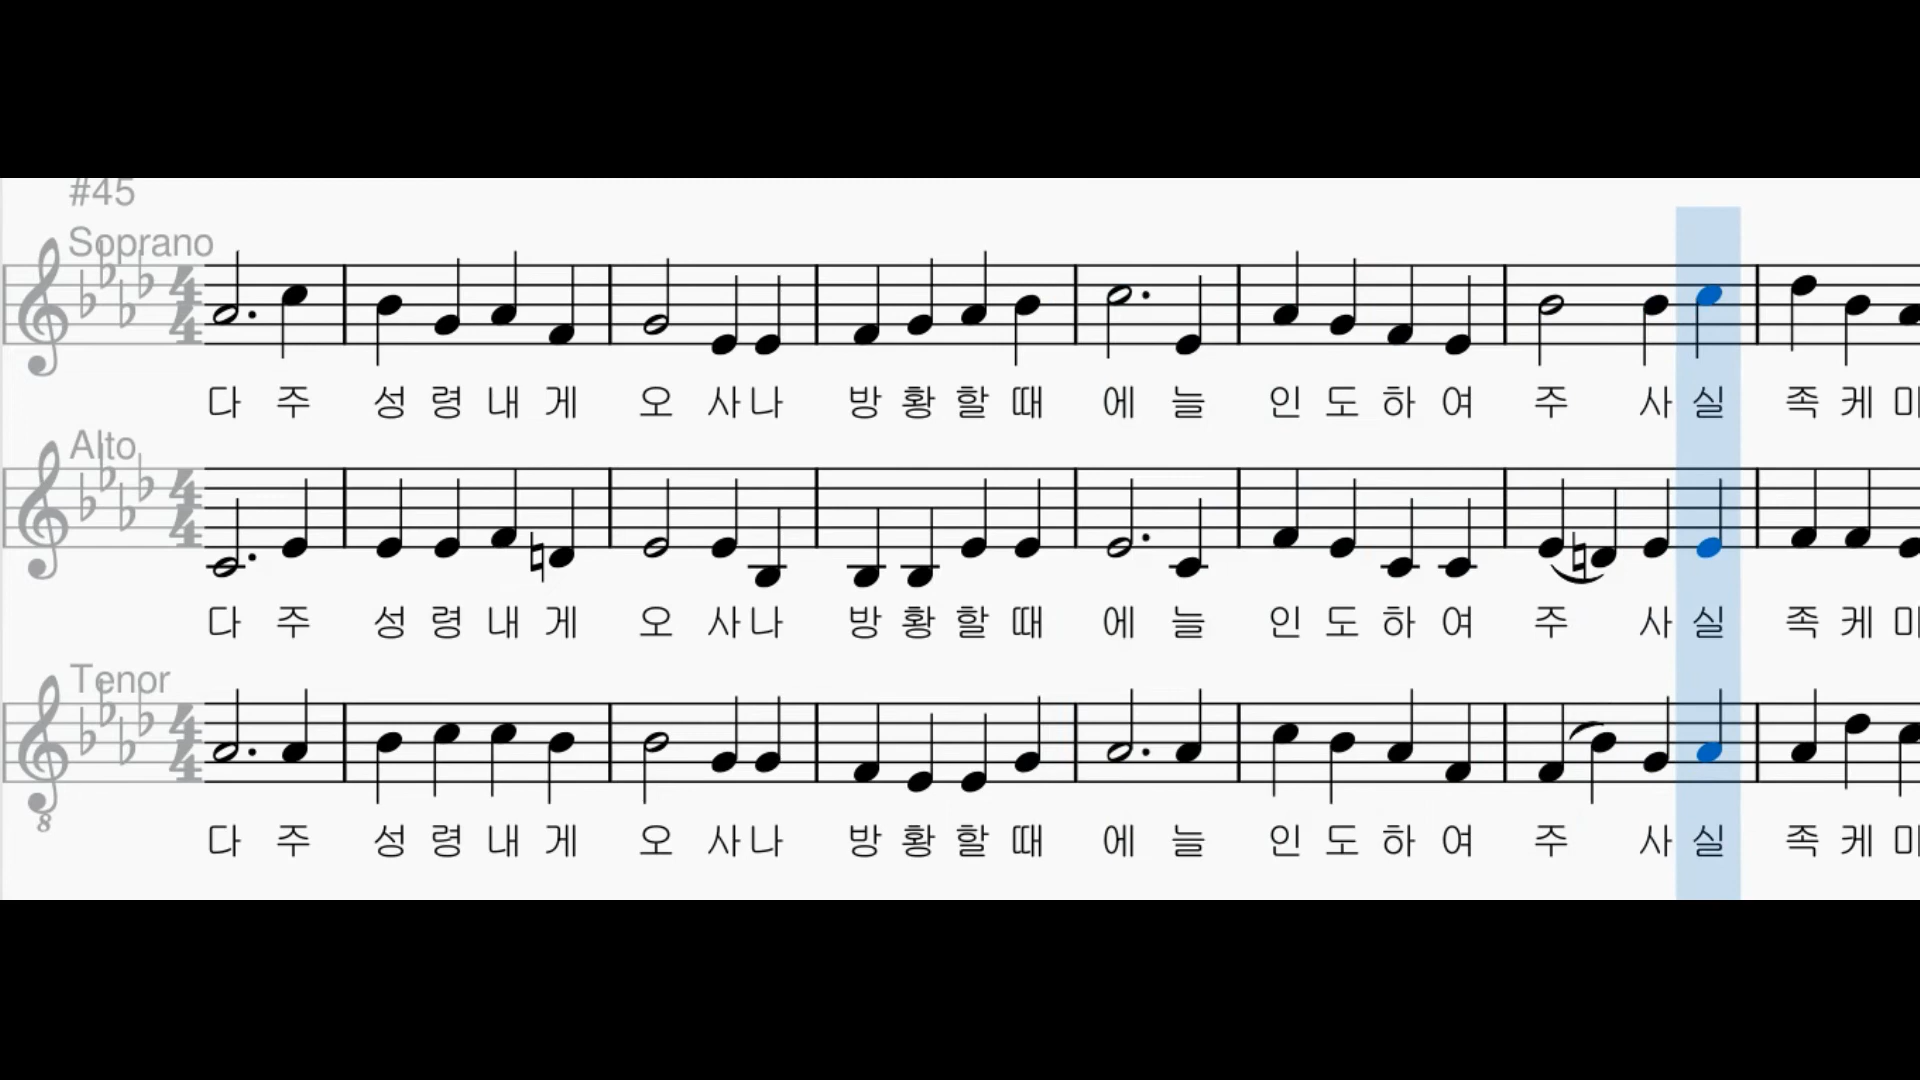 #45
Soprano
다 주 성 령 내 게 오 사 나 방 황 할 때 에 늘 인 도 하 여 주 사 실 족 케
Alto
다 주 성 령 내 게 오 사 나 방 황 할 때 에 늘 인 도 하 여 주 사 실 족 케
Tenor
8
다 주 성 령 내 게 오 사 나 방 황 할 때 에 늘 인 도 하 여 주 사 실 족 케